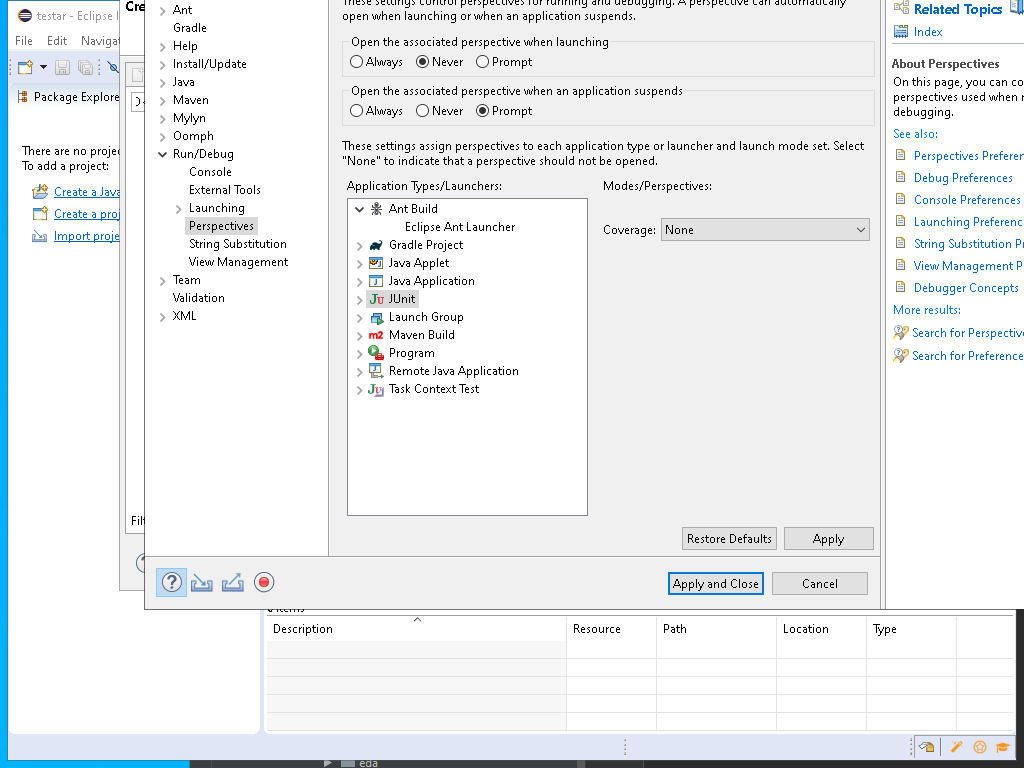 testar - Eclipse I
File Edit Navigat
Package Explore
There are no projec
To add a project:
Create a Java
Create a proj
Import proje
Cre
Filt
Ant
Gradle
Help
Install/Update
Java
Maven
Mylyn
Oomph
Run/Debug
Console
External Tools
Launching
Perspectives
String Substitution
View Management
Team
Validation
XML
These settings control perspectives for running and debugging. A perspective can automatically
open when launching or when an application suspends.
Open the associated perspective when launching
Always Never Prompt
Open the associated perspective when an application suspends
Always Never Prompt
These settings assign perspectives to each application type or launcher and launch mode set. Select
"None" to indicate that a perspective should not be opened.
Application Types/Launchers:
Modes/Perspectives:
Ant Build
Eclipse Ant Launcher
Gradle Project
Java Applet
Java Application
JUnit
Launch Group
Maven Build
Program
Remote Java Application
Task Context Test
Coverage: None
Restore Defaults Apply
Apply and Close Cancel
Related Topics
Index
About Perspectives
On this page, you can co
perspectives used when r
debugging.
See also:
Perspectives Preferen
Debug Preferences
Console Preferences
Launching Preferenc
String Substitution Pr
View Management P
Debugger Concepts
More results:
Search for Perspective
Search for Preference
0 items
Description Resource Path Location Type
eda